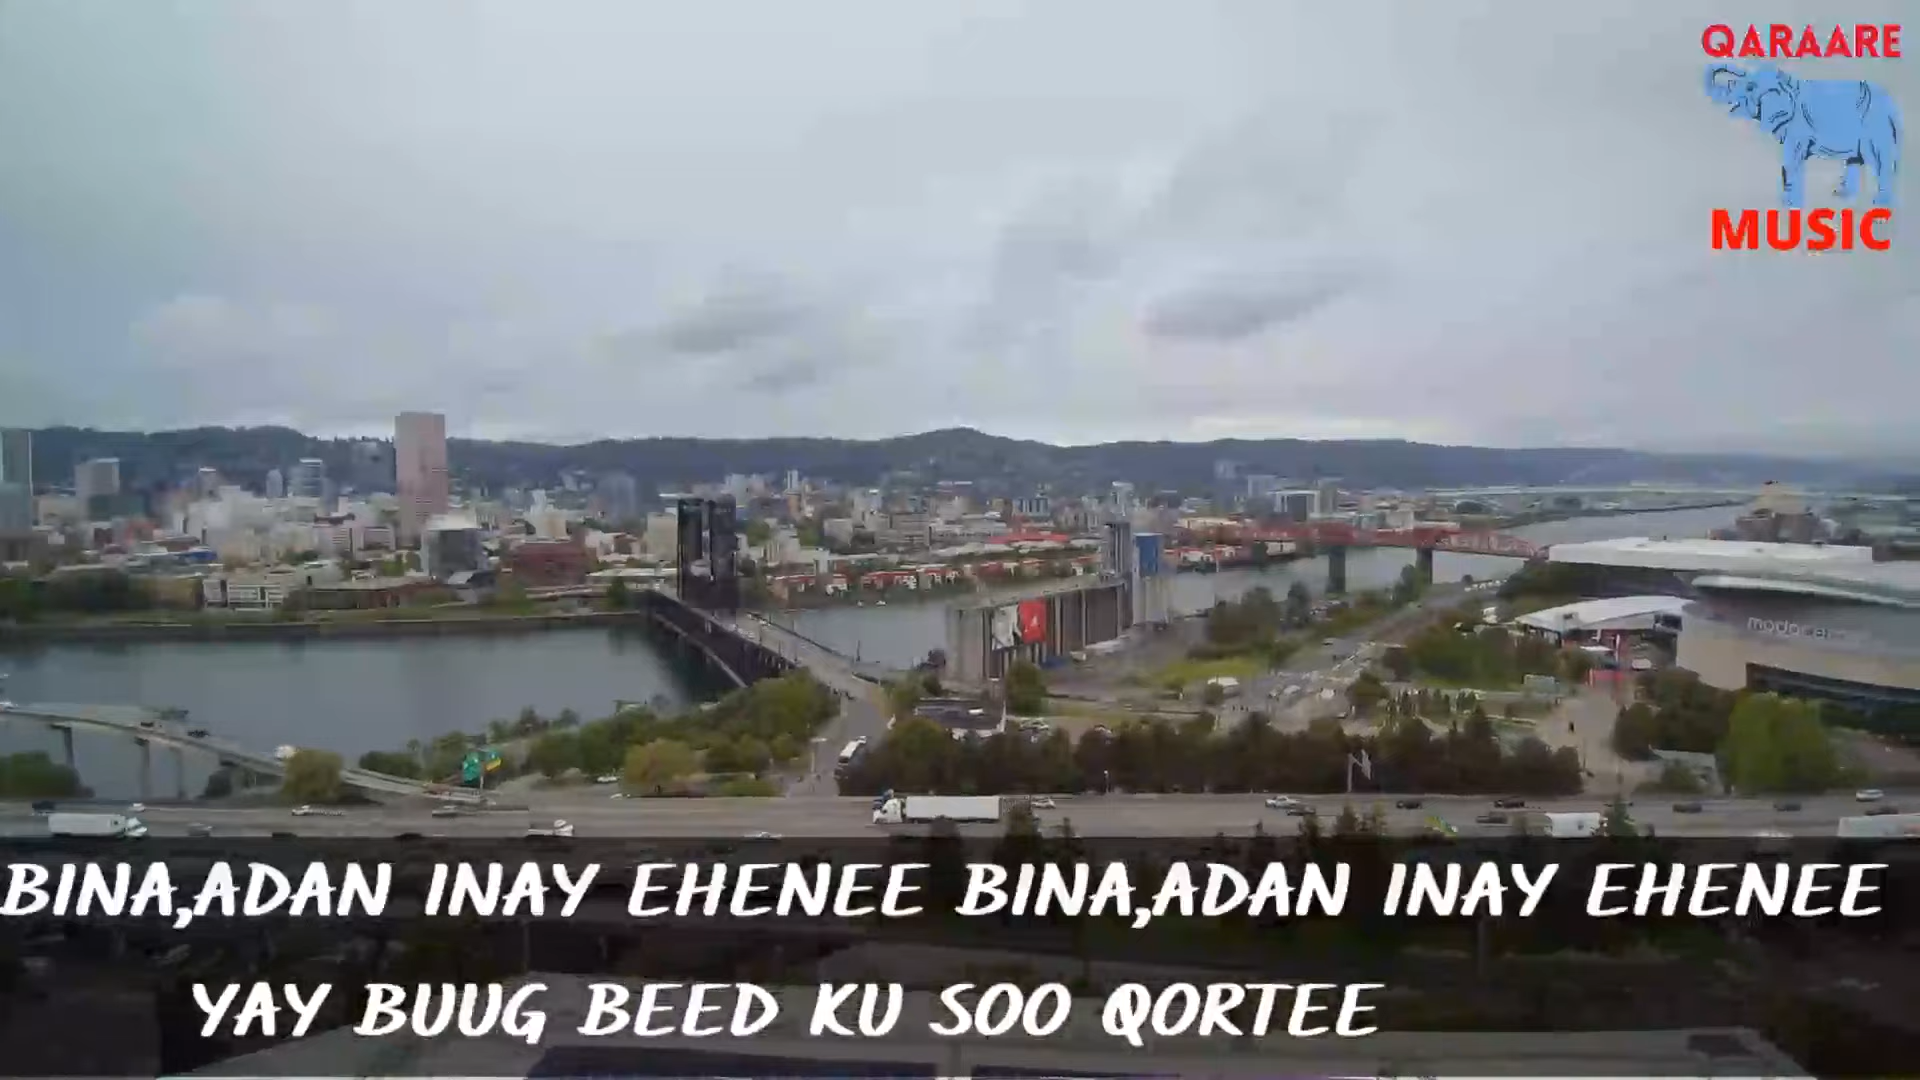 QARAARE
MUSIC
BINA,ADAN INAY EHENEE BINA,ADAN INAY EHENEE
YAY BUUG BEED KU SOO QORTEE